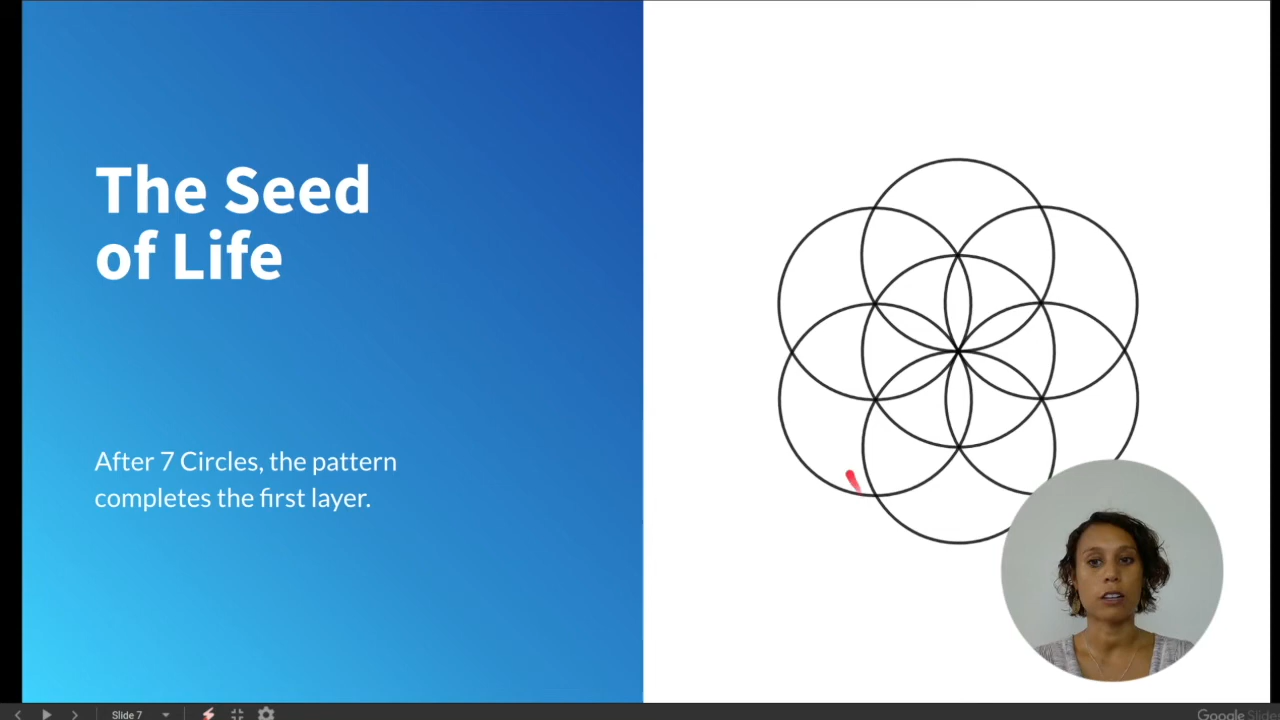 The Seed
of Life
After 7 Circles, the pattern
completes the first layer.
Slide 7
Google Slides